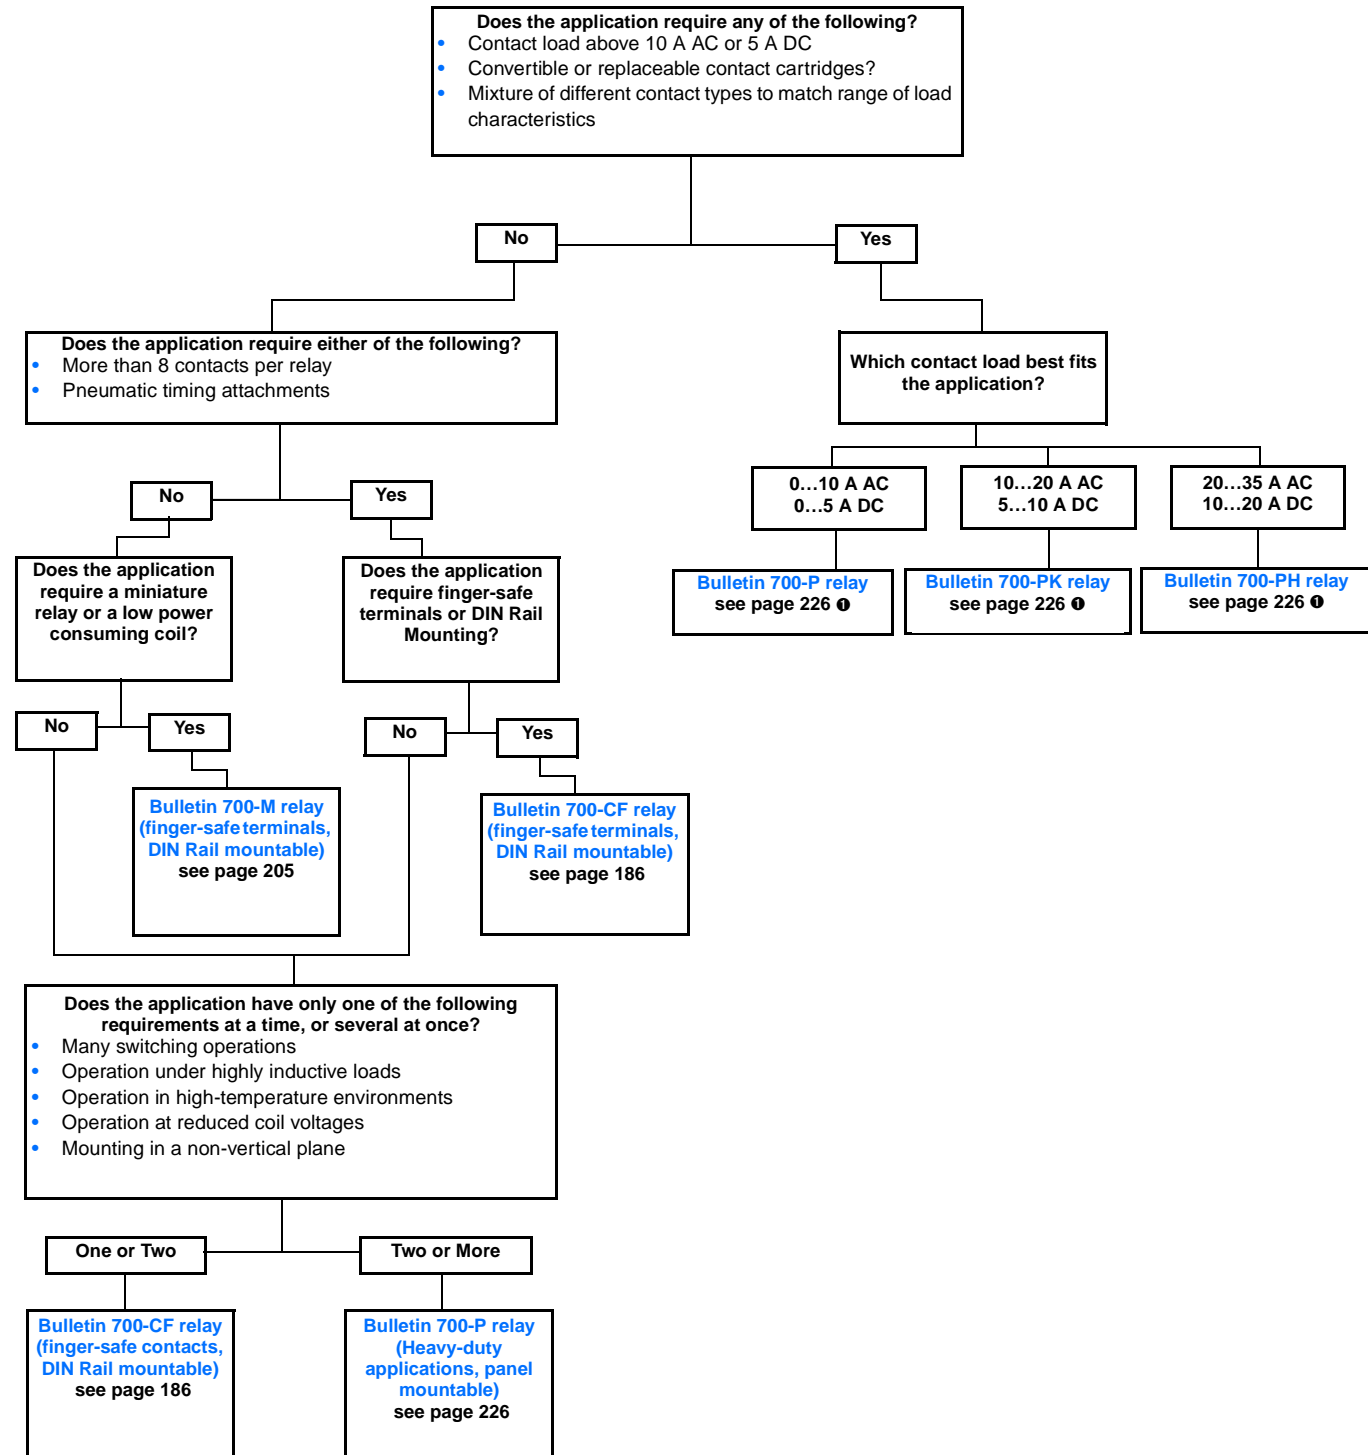 Does the application require any of the following?
• Contact load above 10 A AC or 5 A DC
• Convertible or replaceable contact cartridges?
• Mixture of different contact types to match range of load
characteristics
No
Yes
Does the application require either of the following?
• More than 8 contacts per relay
• Pneumatic timing attachments
Which contact load best fits
the application?
No
Yes
0…10 A AC
0…5 A DC
10…20 A AC
5…10 A DC
20…35 A AC
10…20 A DC
Does the application
require a miniature
relay or a low power
consuming coil?
Does the application
require finger-safe
terminals or DIN Rail
Mounting?
Bulletin 700-P relay
see page 226 ❶
Bulletin 700-PK relay
see page 226 ❶
Bulletin 700-PH relay
see page 226 ❶
No
Yes
No
Yes
Bulletin 700-M relay
(finger-safe terminals,
DIN Rail mountable)
see page 205
Bulletin 700-CF relay
(finger-safe terminals,
DIN Rail mountable)
see page 186
Does the application have only one of the following
requirements at a time, or several at once?
• Many switching operations
• Operation under highly inductive loads
• Operation in high-temperature environments
• Operation at reduced coil voltages
• Mounting in a non-vertical plane
One or Two
Two or More
Bulletin 700-CF relay
(finger-safe contacts,
DIN Rail mountable)
see page 186
Bulletin 700-P relay
(Heavy-duty
applications, panel
mountable)
see page 226